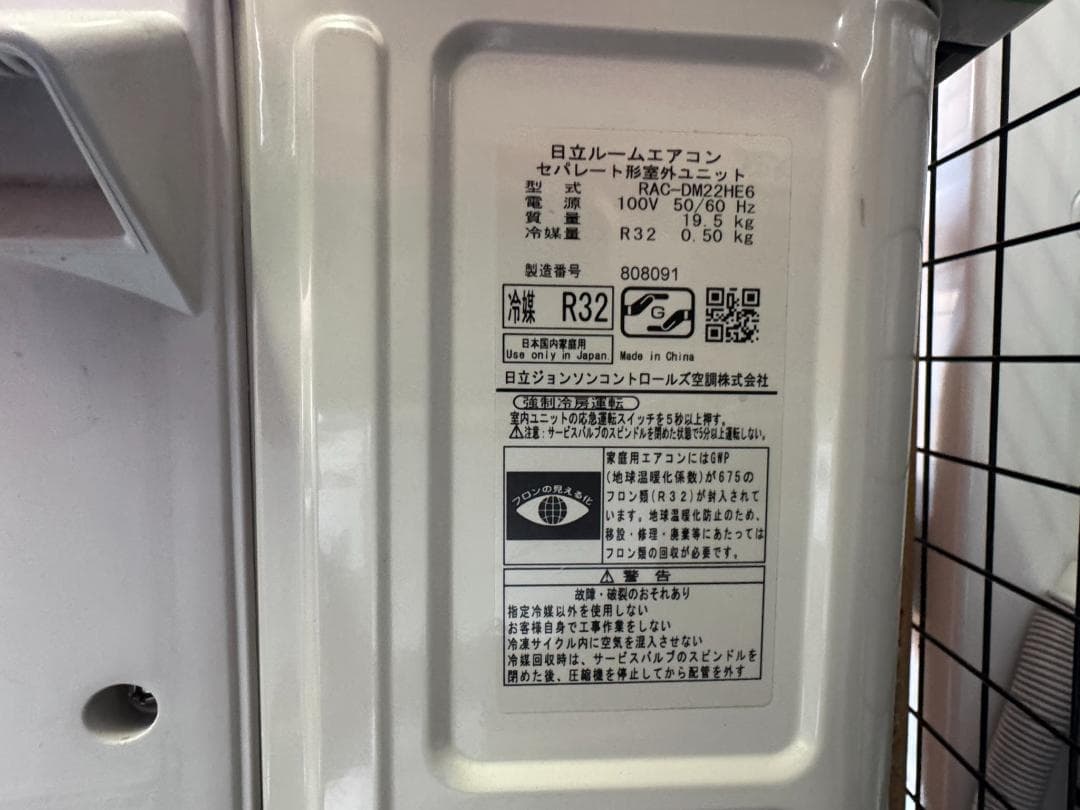 日立ルームエアコン
セパレート形室外ユニット
型 式 RAC-DM22HE6
電 源 100V 50/60 Hz
質 量 19.5 kg
冷媒量 R32 0.50 kg
製造番号 808091
冷媒 R32
G
日本国内家庭用
Use only in Japan.
Made in China
日立ジョンソンコントロールズ空調株式会社
強制冷房運転
室内ユニットの応急運転スイッチを5秒以上押す。
⚠注意：サービスバルブのスピンドルを閉めた状態で5分以上運転しない。
フロンの見える化
家庭用エアコンにはGWP
(地球温暖化係数)が675の
フロン類(R32)が封入されて
います。地球温暖化防止のため、
移設・修理・廃棄等にあたっては
フロン類の回収が必要です。
⚠ 警 告
故障・破裂のおそれあり
指定冷媒以外を使用しない
お客様自身で工事作業をしない
冷凍サイクル内に空気を混入させない
冷媒回収時は、サービスバルブのスピンドルを
閉めた後、圧縮機を停止してから配管を外す